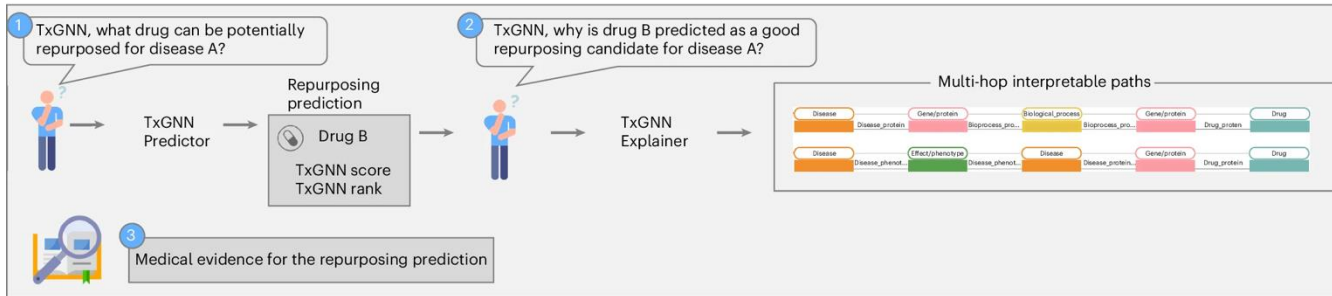 1
TxGNN, what drug can be potentially
repurposed for disease A?
?
TxGNN
Predictor
Repurposing
prediction
Drug B
TxGNN score
TxGNN rank
2
TxGNN, why is drug B predicted as a good
repurposing candidate for disease A?
?
TxGNN
Explainer
Multi-hop interpretable paths
Disease Gene/protein Biological_process Gene/protein Drug
Disease_protein Bioprocess_pro... Bioprocess_pro... Drug_protein
Disease Effect/phenotype Disease Gene/protein Drug
Disease_phenot... Disease_phenot... Disease_protein... Drug_protein
3
Medical evidence for the repurposing prediction